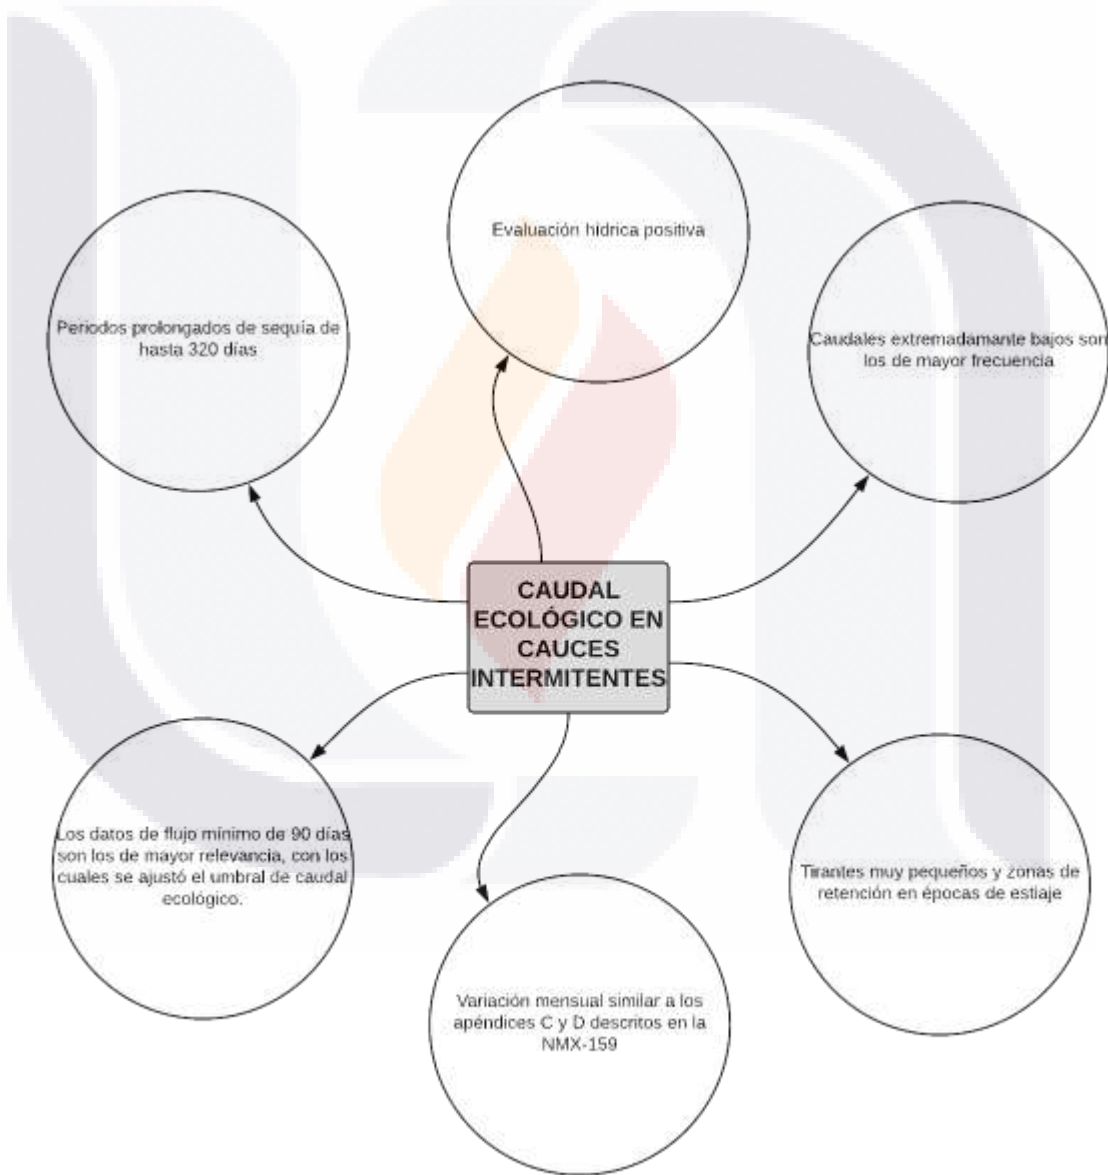 Evaluación hídrica positiva
Periodos prolongados de sequía de
hasta 320 días
Caudales extremadamante bajos son
los de mayor frecuencia
CAUDAL
ECOLÓGICO EN
CAUCES
INTERMITENTES
Los datos de flujo mínimo de 90 días
son los de mayor relevancia, con los
cuales se ajustó el umbral de caudal
ecológico.
Tirantes muy pequeños y zonas de
retención en épocas de estiaje
Variación mensual similar a los
apéndices C y D descritos en la
NMX-159